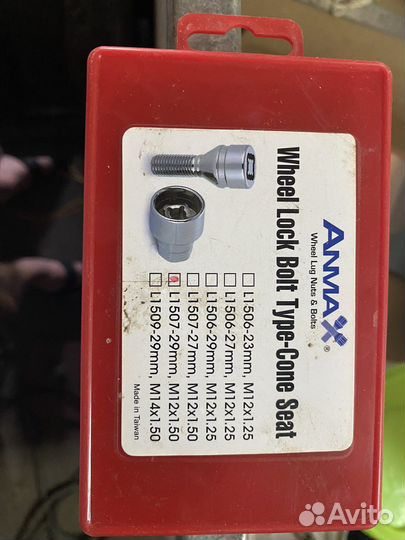 ANMAX®
Wheel Lug Nuts & Bolts
Wheel Lock Bolt Type-Cone Seat
L1506-23mm, M12x1.25
L1506-27mm, M12x1.25
L1506-29mm, M12x1.25
L1507-27mm, M12x1.50
L1507-29mm, M12x1.50
L1509-29mm, M14x1.50
Made in Taiwan
Avito